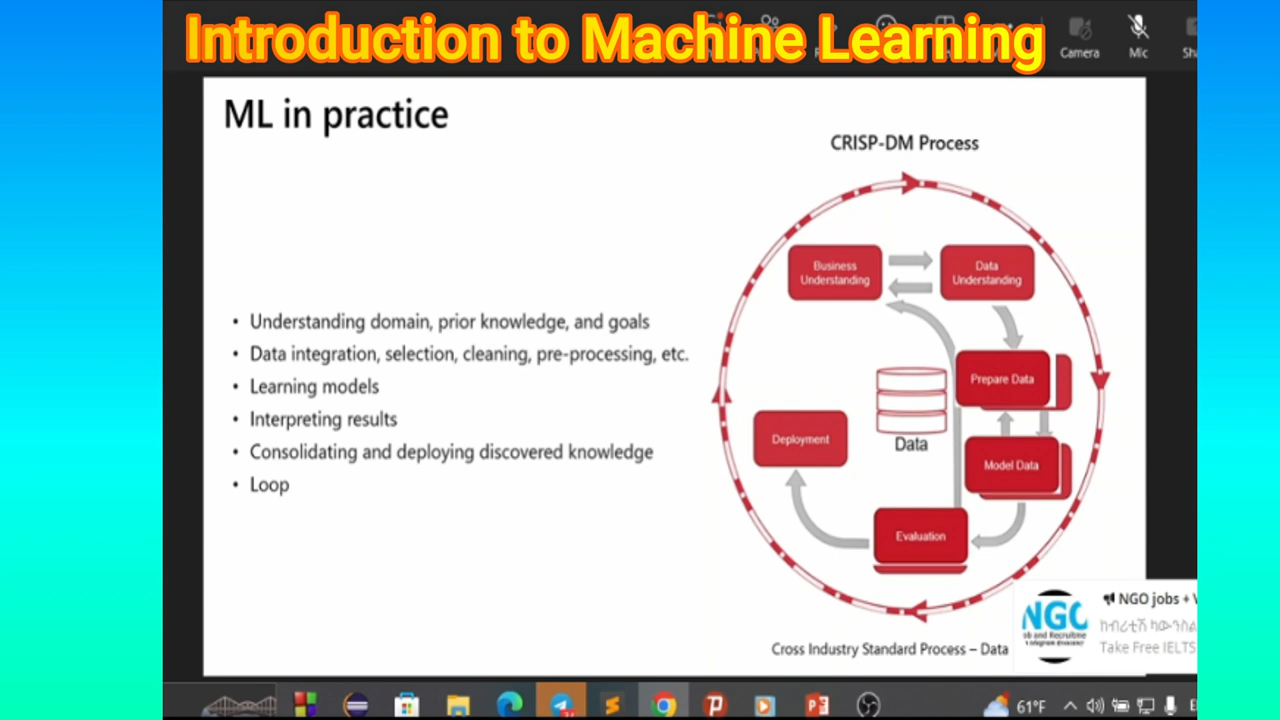 Introduction to Machine Learning
Camera
Mic
ML in practice
CRISP-DM Process
Business
Understanding
Data
Understanding
• Understanding domain, prior knowledge, and goals
• Data integration, selection, cleaning, pre-processing, etc.
• Learning models
• Interpreting results
• Consolidating and deploying discovered knowledge
• Loop
Prepare Data
Data
Deployment
Model Data
Evaluation
Cross Industry Standard Process – Data
NGO
NGO jobs +
ከብሪቲሽ ካውንስል
Take Free IELTS
61°F